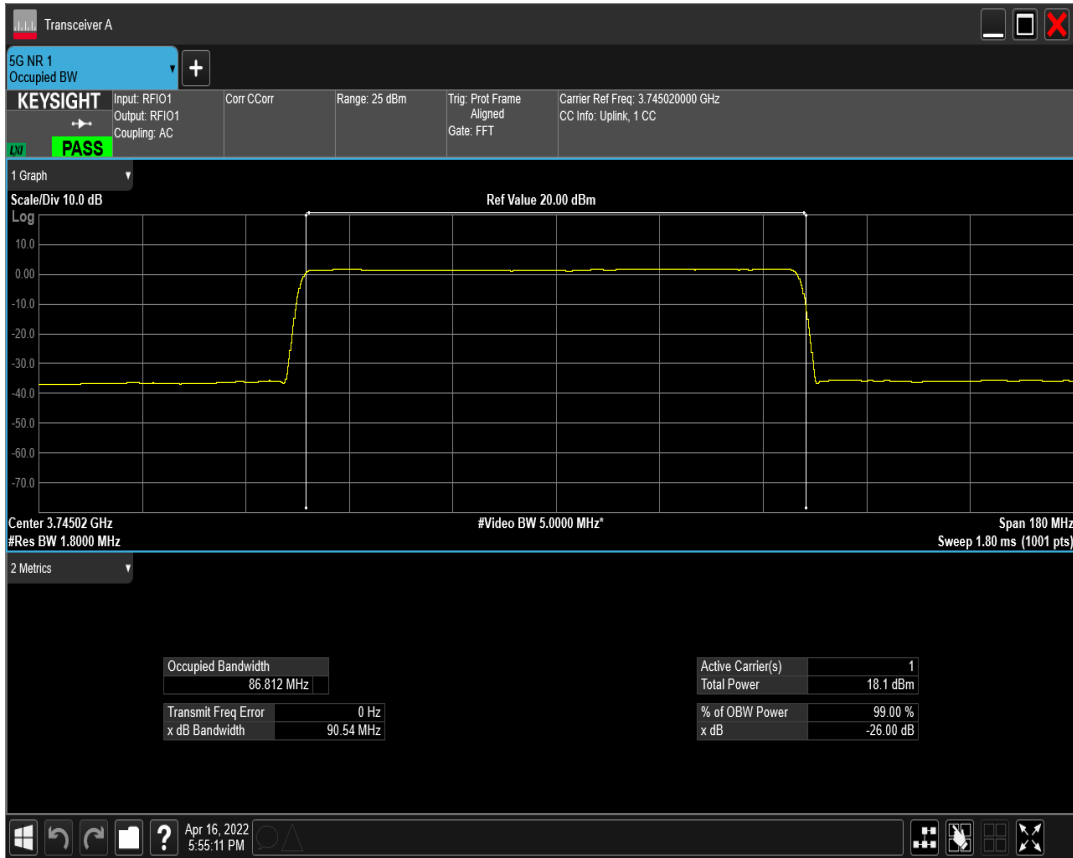 Transceiver A
5G NR 1
Occupied BW
+
KEYSIGHT
LXI
PASS
Input: RFIO1
Output: RFIO1
Coupling: AC
Corr CCorr
Range: 25 dBm
Trig: Prot Frame
Aligned
Gate: FFT
Carrier Ref Freq: 3.745020000 GHz
CC Info: Uplink, 1 CC
1 Graph
Scale/Div 10.0 dB
Ref Value 20.00 dBm
Log
10.0
0.00
-10.0
-20.0
-30.0
-40.0
-50.0
-60.0
-70.0
Center 3.74502 GHz
#Video BW 5.0000 MHz*
Span 180 MHz
#Res BW 1.8000 MHz
Sweep 1.80 ms (1001 pts)
2 Metrics
Occupied Bandwidth
86.812 MHz
Transmit Freq Error 0 Hz
x dB Bandwidth 90.54 MHz
Active Carrier(s) 1
Total Power 18.1 dBm
% of OBW Power 99.00 %
x dB -26.00 dB
?
Apr 16, 2022
5:55:11 PM